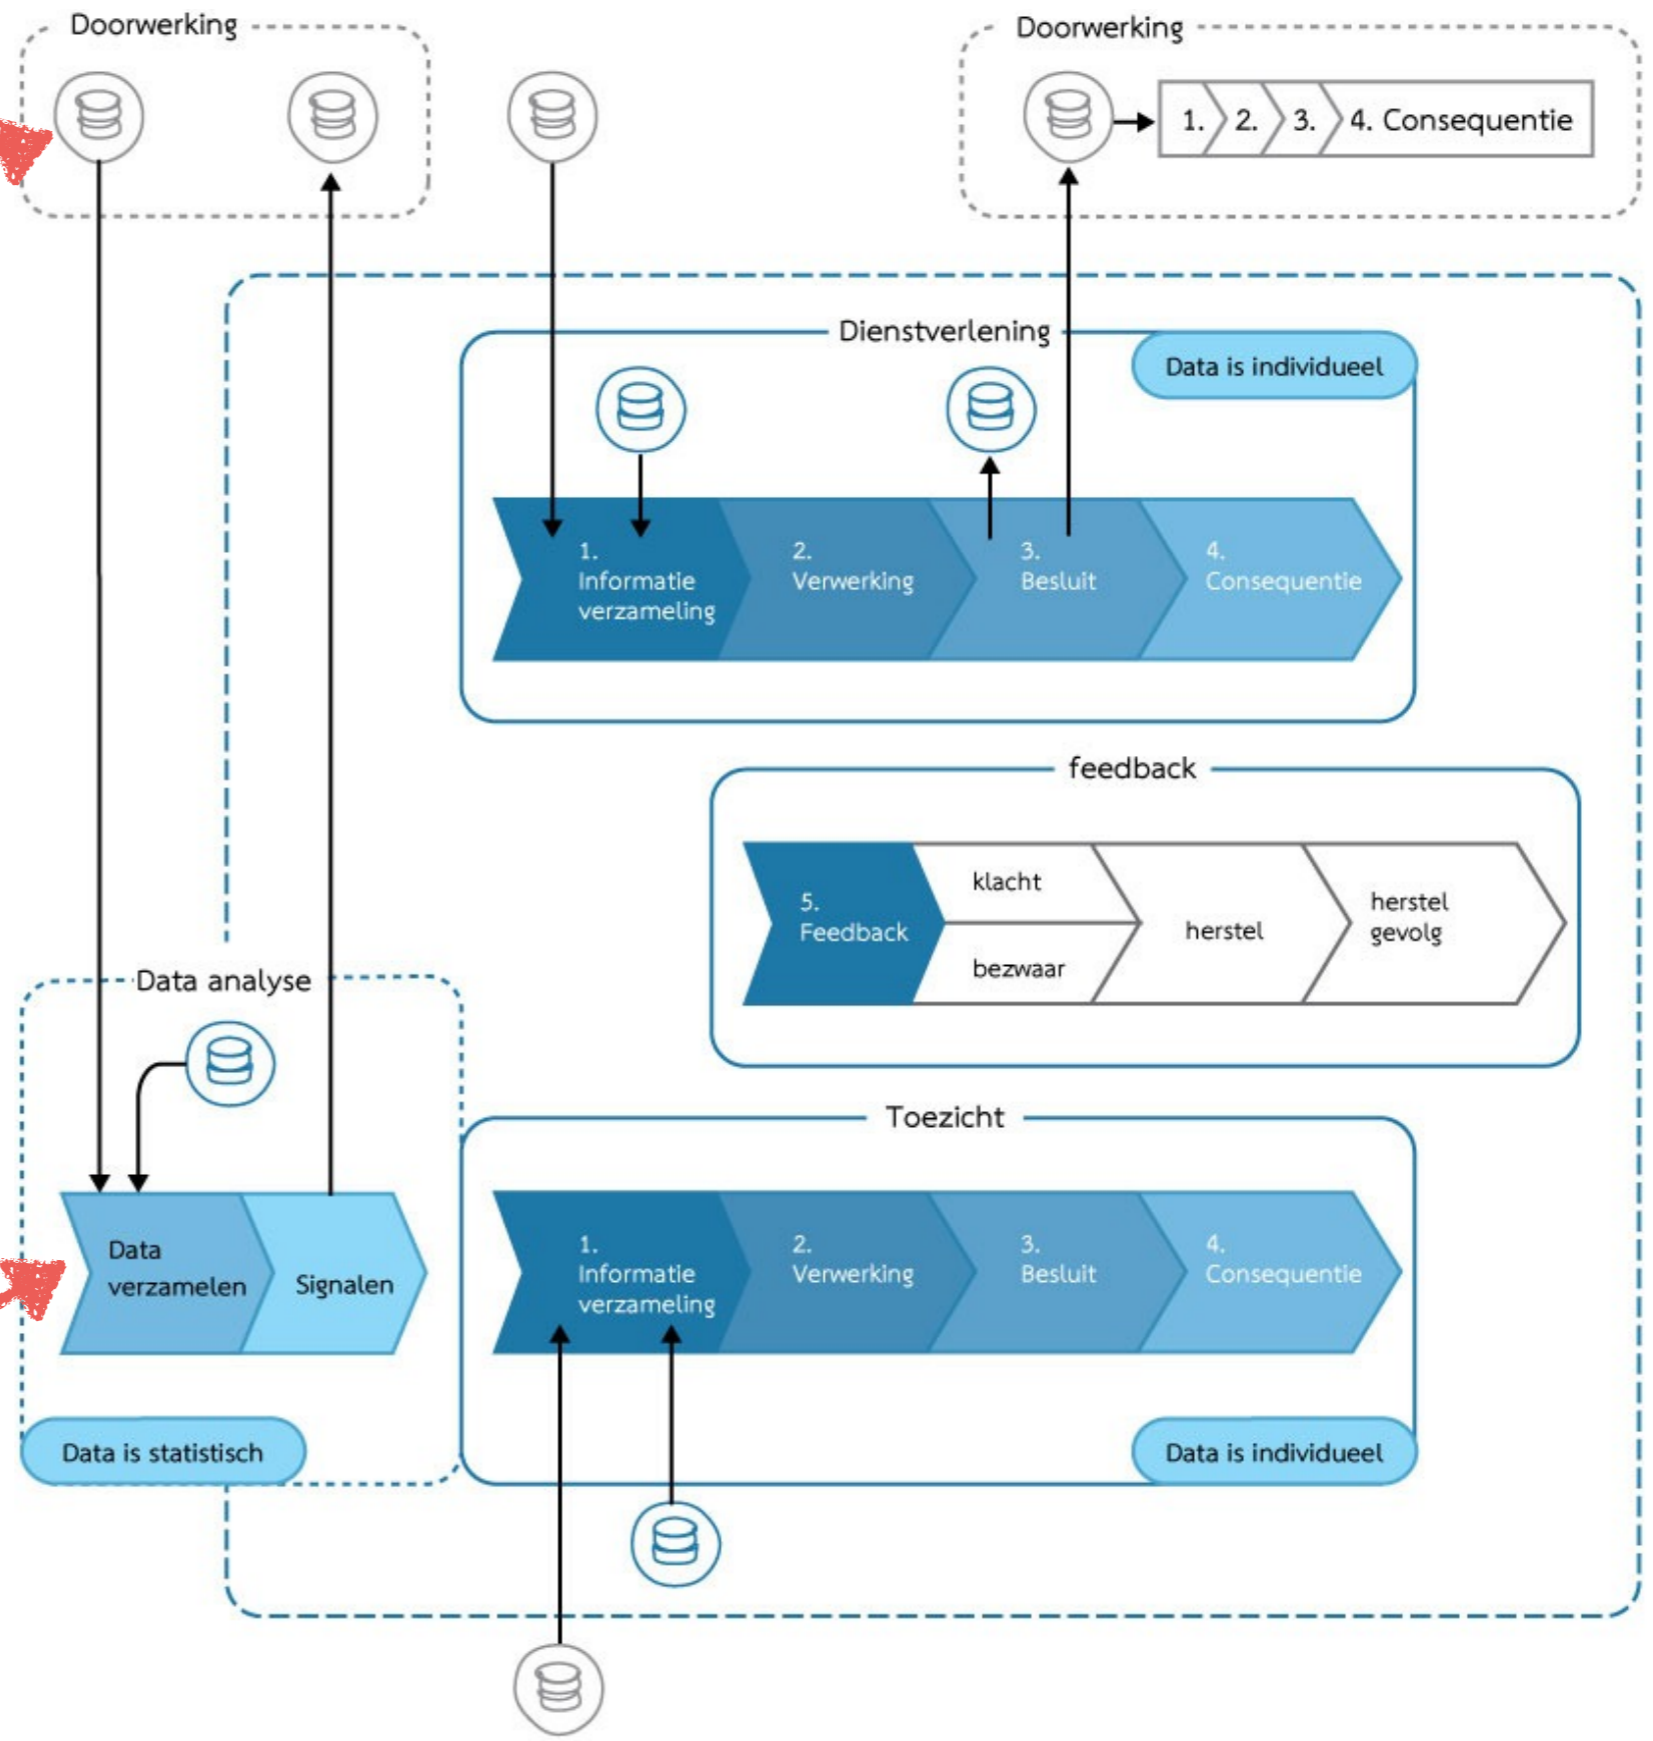 Doorwerking
Doorwerking
1. 2. 3. 4. Consequentie
Dienstverlening
Data is individueel
1.
Informatie
verzameling
2.
Verwerking
3.
Besluit
4.
Consequentie
feedback
5.
Feedback
klacht
bezwaar
herstel
herstel
gevolg
Data analyse
Data
verzamelen
Signalen
Data is statistisch
Toezicht
1.
Informatie
verzameling
2.
Verwerking
3.
Besluit
4.
Consequentie
Data is individueel